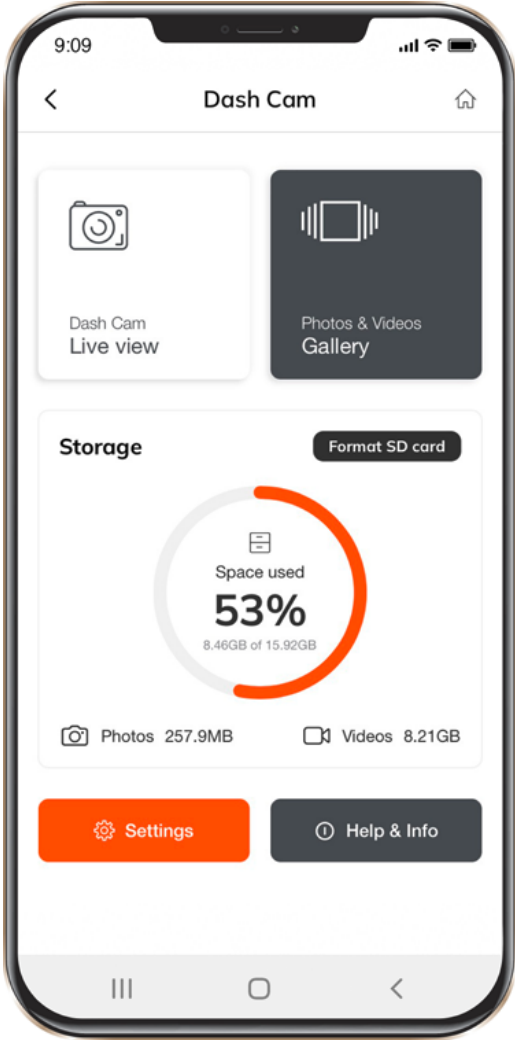 9:09
Dash Cam
Dash Cam
Live view
Photos & Videos
Gallery
Storage
Format SD card
Space used
53%
8.46GB of 15.92GB
Photos 257.9MB
Videos 8.21GB
Settings
Help & Info